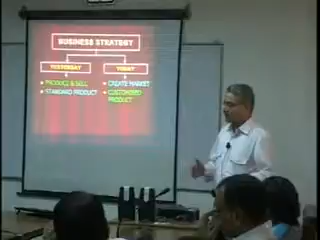 BUSINESS STRATEGY
YESTERDAY
TODAY
PRODUCE & SELL
STANDARD PRODUCT
CREATE MARKET
CUSTOMISED
PRODUCT